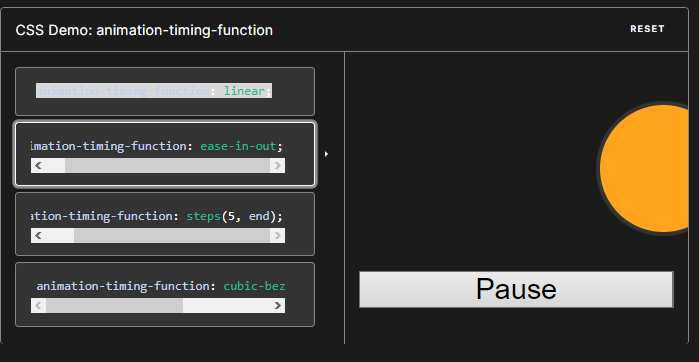 CSS Demo: animation-timing-function
RESET
animation-timing-function: linear;
imation-timing-function: ease-in-out;
ation-timing-function: steps(5, end);
animation-timing-function: cubic-bez
Pause